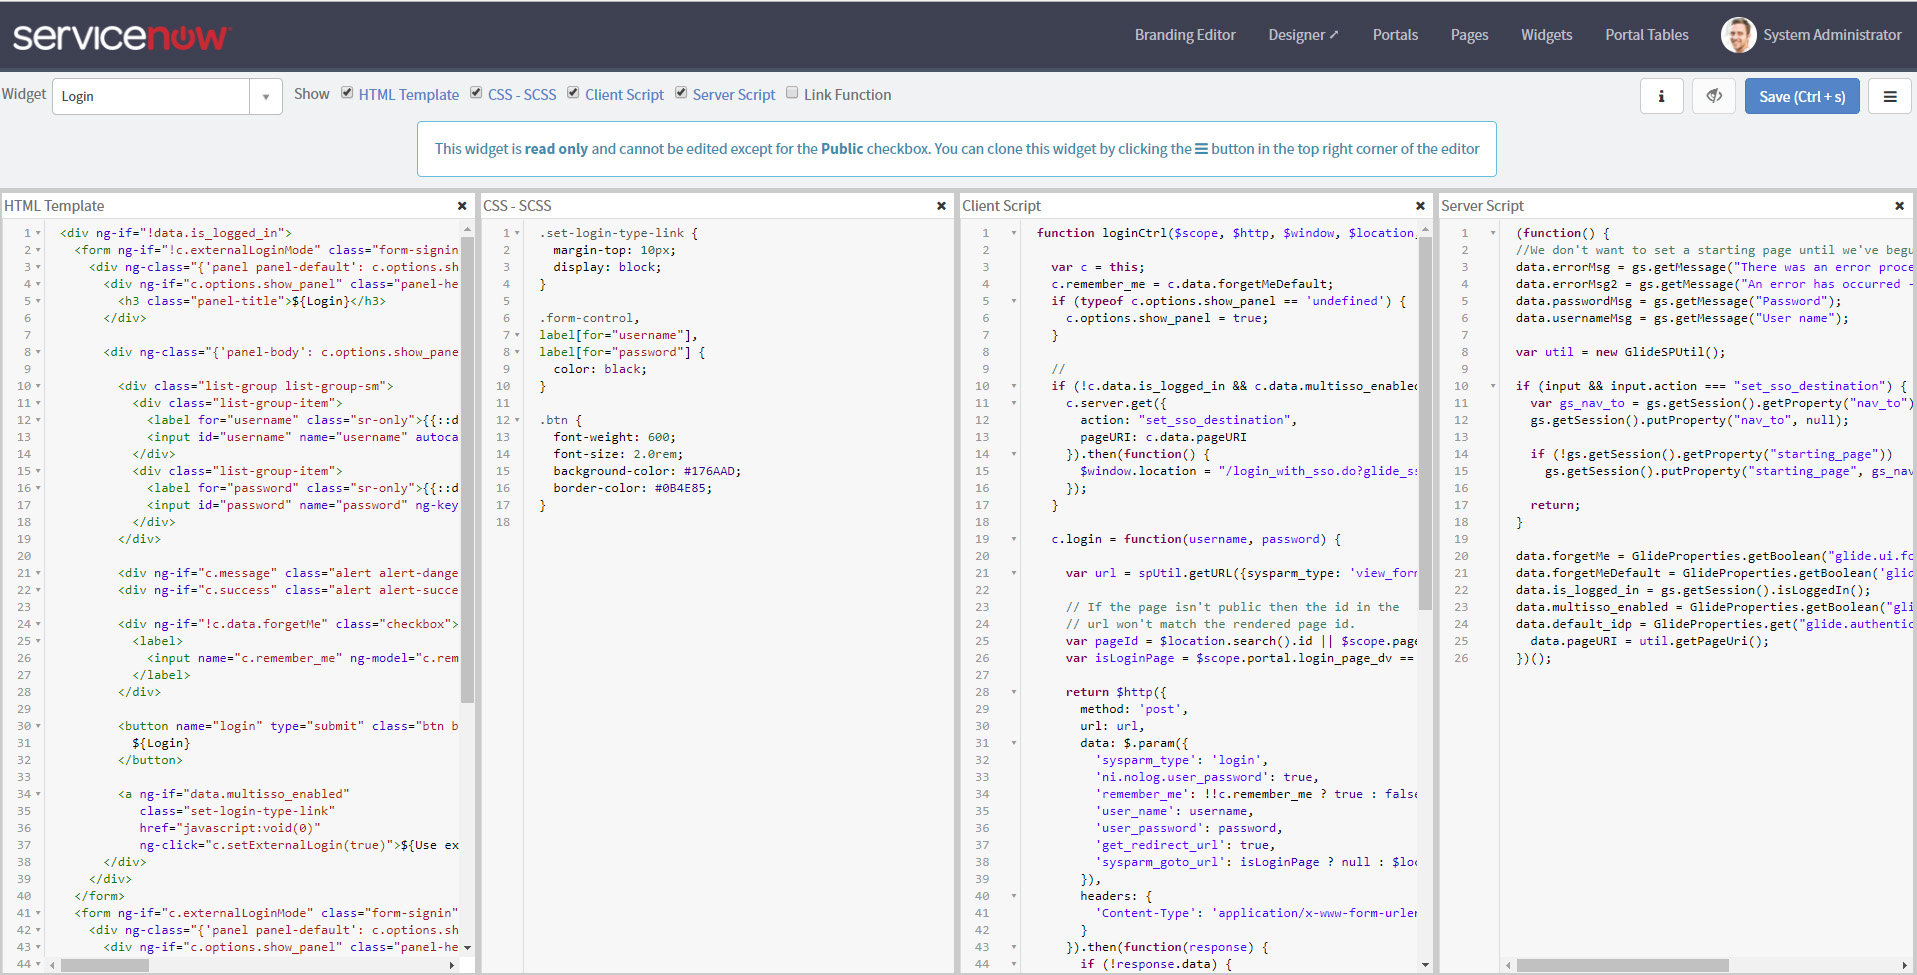 servicenow
Branding Editor Designer Portals Pages Widgets Portal Tables System Administrator
Widget Login Show HTML Template CSS - SCSS Client Script Server Script Link Function i Save (Ctrl + s)
This widget is read only and cannot be edited except for the Public checkbox. You can clone this widget by clicking the ☰ button in the top right corner of the editor
HTML Template
1 <div ng-if="!data.is_logged_in">
2 <form ng-if="!c.externalLoginMode" class="form-signin
3 <div ng-class="{'panel panel-default': c.options.sh
4 <div ng-if="c.options.show_panel" class="panel-he
5 <h3 class="panel-title">${Login}</h3>
6 </div>
7
8 <div ng-class="{'panel-body': c.options.show_pane
9
10 <div class="list-group list-group-sm">
11 <div class="list-group-item">
12 <label for="username" class="sr-only">{{::d
13 <input id="username" name="username" autoca
14 </div>
15 <div class="list-group-item">
16 <label for="password" class="sr-only">{{::d
17 <input id="password" name="password" ng-key
18 </div>
19 </div>
20
21 <div ng-if="c.message" class="alert alert-dange
22 <div ng-if="c.success" class="alert alert-succe
23
24 <div ng-if="!c.data.forgetMe" class="checkbox">
25 <label>
26 <input name="c.remember_me" ng-model="c.rem
27 </label>
28 </div>
29
30 <button name="login" type="submit" class="btn b
31 ${Login}
32 </button>
33
34 <a ng-if="data.multisso_enabled"
35 class="set-login-type-link"
36 href="javascript:void(0)"
37 ng-click="c.setExternalLogin(true)">${Use ex
38 </div>
39 </div>
40 </form>
41 <form ng-if="c.externalLoginMode" class="form-signin"
42 <div ng-class="{'panel panel-default': c.options.sh
43 <div ng-if="c.options.show_panel" class="panel-he
44
CSS - SCSS
1 .set-login-type-link {
2 margin-top: 10px;
3 display: block;
4 }
5
6 .form-control,
7 label[for="username"],
8 label[for="password"] {
9 color: black;
10 }
11
12 .btn {
13 font-weight: 600;
14 font-size: 2.0rem;
15 background-color: #176AAD;
16 border-color: #0B4E85;
17 }
18
Client Script
1 function loginCtrl($scope, $http, $window, $location
2
3 var c = this;
4 c.remember_me = c.data.forgetMeDefault;
5 if (typeof c.options.show_panel == 'undefined') {
6 c.options.show_panel = true;
7 }
8
9 //
10 if (!c.data.is_logged_in && c.data.multisso_enabled
11 c.server.get({
12 action: "set_sso_destination",
13 pageURI: c.data.pageURI
14 }).then(function() {
15 $window.location = "/login_with_sso.do?glide_ss
16 });
17 }
18
19 c.login = function(username, password) {
20
21 var url = spUtil.getURL({sysparm_type: 'view_for
22
23 // If the page isn't public then the id in the
24 // url won't match the rendered page id.
25 var pageId = $location.search().id || $scope.page
26 var isLoginPage = $scope.portal.login_page_dv ==
27
28 return $http({
29 method: 'post',
30 url: url,
31 data: $.param({
32 'sysparm_type': 'login',
33 'ni.nolog.user_password': true,
34 'remember_me': !!c.remember_me ? true : false
35 'user_name': username,
36 'user_password': password,
37 'get_redirect_url': true,
38 'sysparm_goto_url': isLoginPage ? null : $loc
39 }),
40 headers: {
41 'Content-Type': 'application/x-www-form-urler
42 }
43 }).then(function(response) {
44 if (!response.data) {
Server Script
1 (function() {
2 //We don't want to set a starting page until we've begu
3 data.errorMsg = gs.getMessage("There was an error proce
4 data.errorMsg2 = gs.getMessage("An error has occurred -
5 data.passwordMsg = gs.getMessage("Password");
6 data.usernameMsg = gs.getMessage("User name");
7
8 var util = new GlideSPUtil();
9
10 if (input && input.action === "set_sso_destination") {
11 var gs_nav_to = gs.getSession().getProperty("nav_to")
12 gs.getSession().putProperty("nav_to", null);
13
14 if (!gs.getSession().getProperty("starting_page"))
15 gs.getSession().putProperty("starting_page", gs_nav
16
17 return;
18 }
19
20 data.forgetMe = GlideProperties.getBoolean("glide.ui.fo
21 data.forgetMeDefault = GlideProperties.getBoolean('glid
22 data.is_logged_in = gs.getSession().isLoggedIn();
23 data.multisso_enabled = GlideProperties.getBoolean("gli
24 data.default_idp = GlideProperties.get("glide.authentic
25 data.pageURI = util.getPageUri();
26 })();